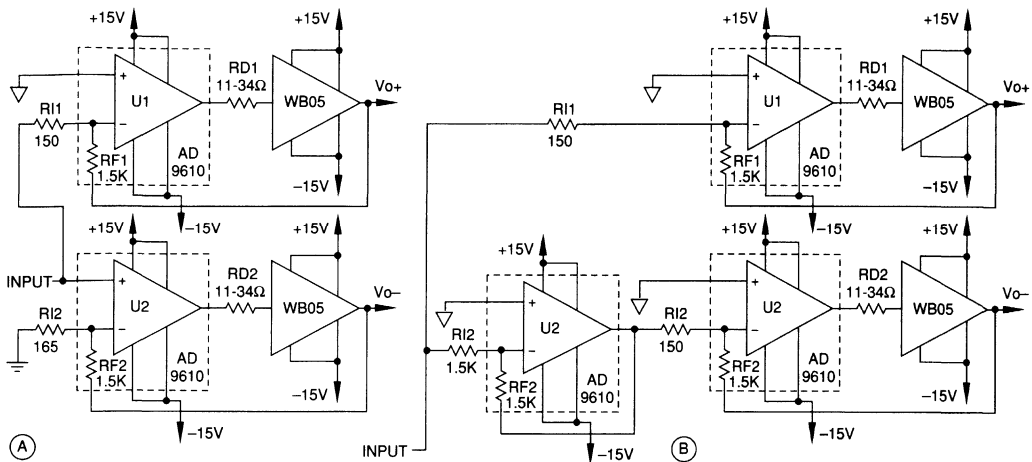 +15V
+
U1
−
RI1
150
RF1
1.5K
AD
9610
−15V
RD1
11-34Ω
WB05
+15V
−15V
Vo+
INPUT
+15V
+
U2
−
RI2
165
RF2
1.5K
AD
9610
−15V
RD2
11-34Ω
WB05
+15V
−15V
Vo−
A
RI1
150
+15V
+
U1
−
RF1
1.5K
AD
9610
−15V
RD1
11-34Ω
WB05
+15V
−15V
Vo+
INPUT
RI2
1.5K
+15V
+
U2
−
RF2
1.5K
AD
9610
−15V
RI2
150
+15V
+
U2
−
RF2
1.5K
AD
9610
−15V
RD2
11-34Ω
WB05
+15V
−15V
Vo−
B